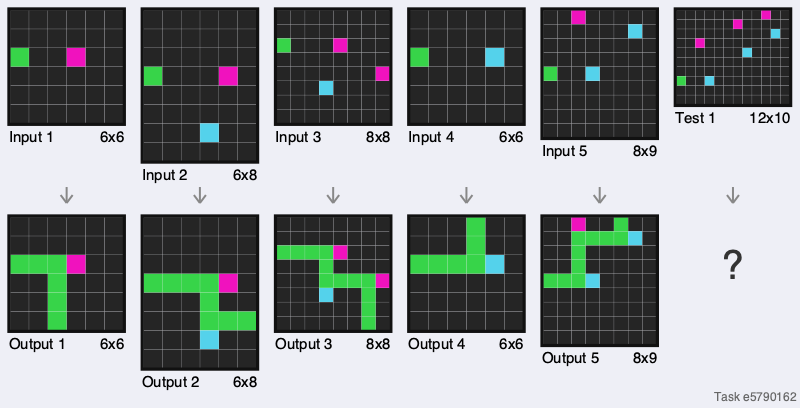 Input 1 6x6
Input 2 6x8
Input 3 8x8
Input 4 6x6
Input 5 8x9
Test 1 12x10
?
Output 1 6x6
Output 2 6x8
Output 3 8x8
Output 4 6x6
Output 5 8x9
Task e5790162